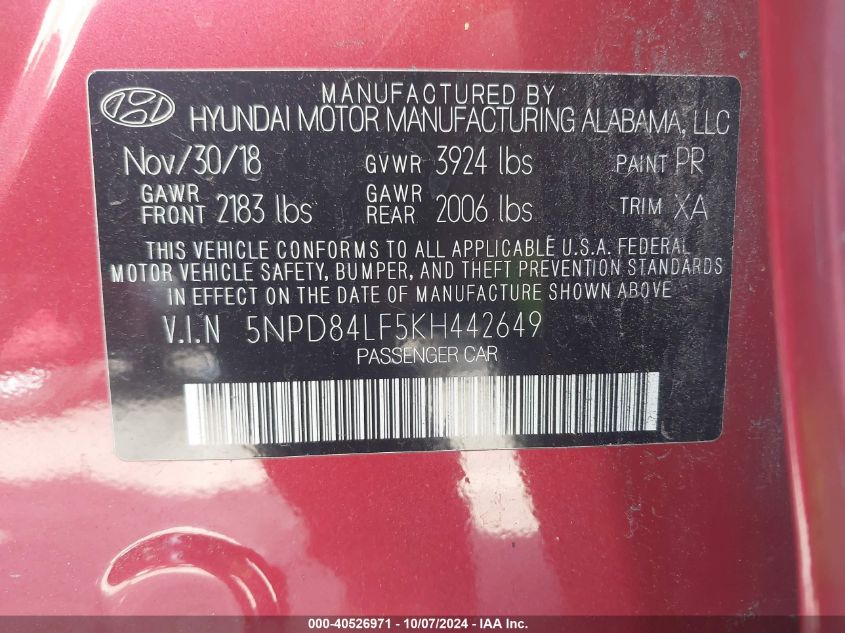 MANUFACTURED BY
HYUNDAI MOTOR MANUFACTURING ALABAMA, LLC
Nov/30/18 GVWR 3924 lbs PAINT PR
GAWR FRONT 2183 lbs GAWR REAR 2006 lbs TRIM XA
THIS VEHICLE CONFORMS TO ALL APPLICABLE U.S.A. FEDERAL
MOTOR VEHICLE SAFETY, BUMPER, AND THEFT PREVENTION STANDARDS
IN EFFECT ON THE DATE OF MANUFACTURE SHOWN ABOVE
V.I.N 5NPD84LF5KH442649
PASSENGER CAR
000-40526971 - 10/07/2024 - IAA Inc.